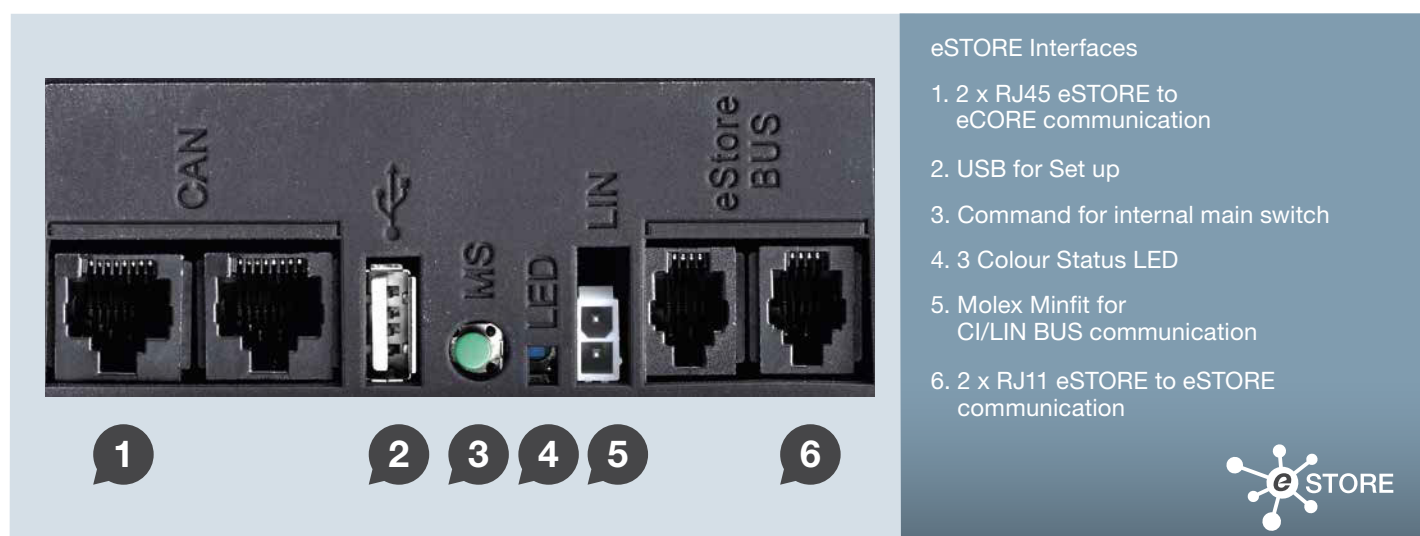 CAN
MS
LED
LIN
eStore
BUS
1
2
3
4
5
6
eSTORE Interfaces
1. 2 x RJ45 eSTORE to
eCORE communication
2. USB for Set up
3. Command for internal main switch
4. 3 Colour Status LED
5. Molex Minfit for
CI/LIN BUS communication
6. 2 x RJ11 eSTORE to eSTORE
communication
e STORE